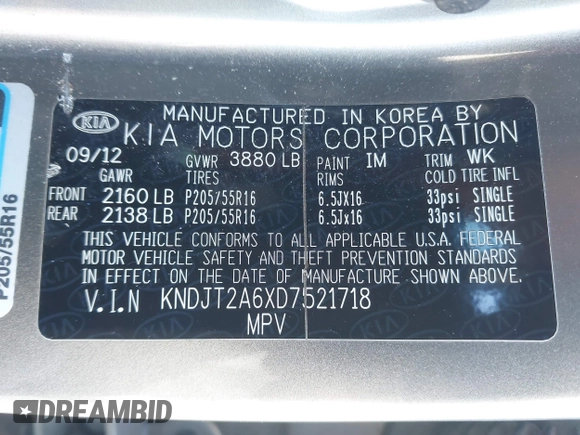 MANUFACTURED IN KOREA BY
KIA KIA MOTORS CORPORATION
09/12 GVWR 3880 LB PAINT IM TRIM WK
GAWR TIRES RIMS COLD TIRE INFL
FRONT 2160 LB P205/55R16 6.5JX16 33psi SINGLE
REAR 2138 LB P205/55R16 6.5Jx16 33psi SINGLE
THIS VEHICLE CONFORMS TO ALL APPLICABLE U.S.A. FEDERAL
MOTOR VEHICLE SAFETY AND THEFT PREVENTION STANDARDS
IN EFFECT ON THE DATE OF MANUFACTURE SHOWN ABOVE.
V.I.N KNDJT2A6XD7521718
MPV
P205/55R16
DREAMBID